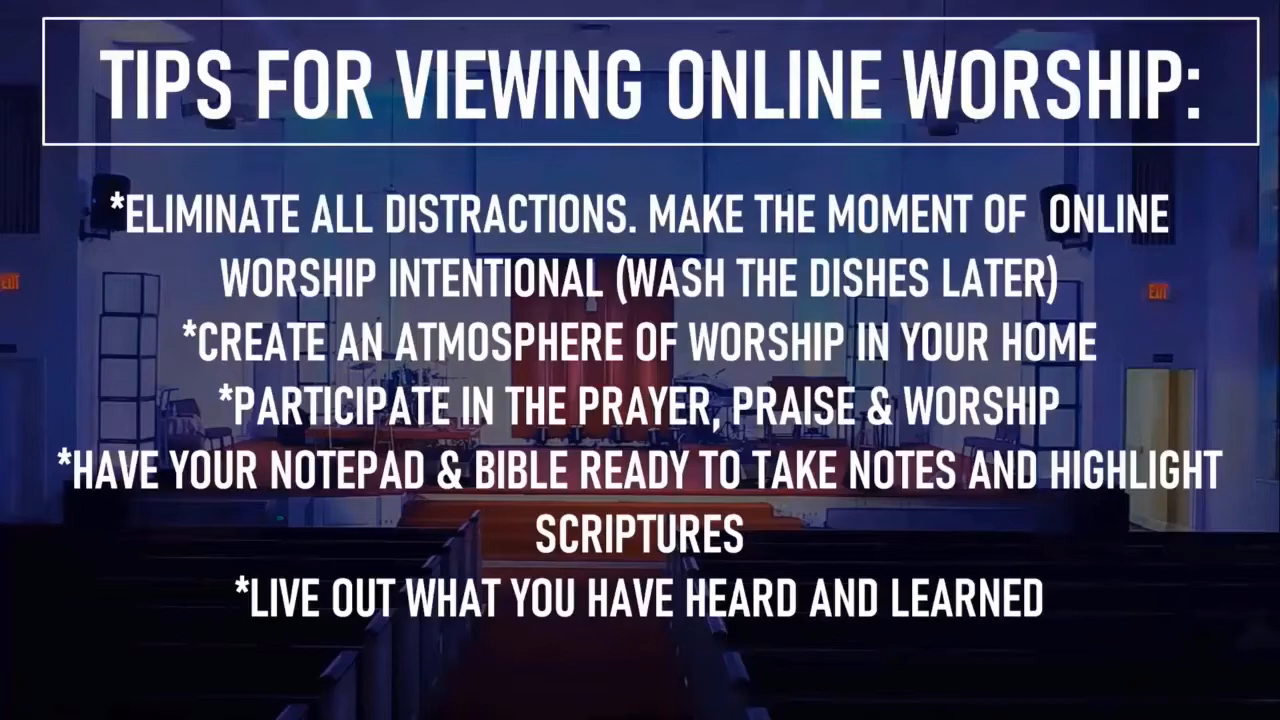 TIPS FOR VIEWING ONLINE WORSHIP:
*ELIMINATE ALL DISTRACTIONS. MAKE THE MOMENT OF ONLINE
WORSHIP INTENTIONAL (WASH THE DISHES LATER)
*CREATE AN ATMOSPHERE OF WORSHIP IN YOUR HOME
*PARTICIPATE IN THE PRAYER, PRAISE & WORSHIP
*HAVE YOUR NOTEPAD & BIBLE READY TO TAKE NOTES AND HIGHLIGHT
SCRIPTURES
*LIVE OUT WHAT YOU HAVE HEARD AND LEARNED
EXIT
EXIT